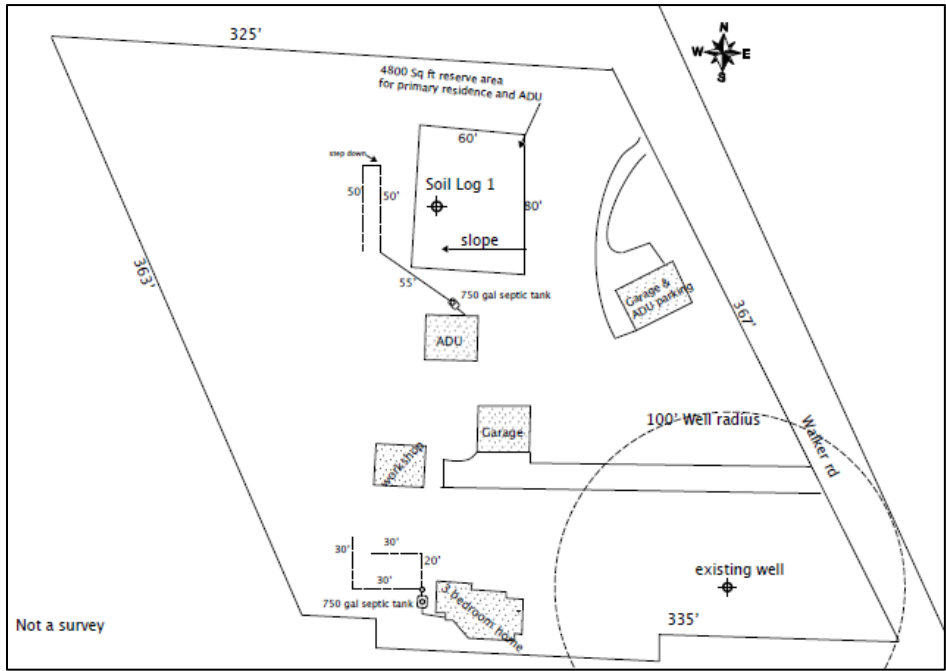 325'
N
W E
S
4800 Sq ft reserve area
for primary residence and ADU
60'
step down
Soil Log 1
50'
50'
80'
slope
363'
55'
750 gal septic tank
Garage &
ADU parking
367'
ADU
100' Well radius
Garage
Walker rd
workshop
30'
30'
20'
30'
existing well
750 gal septic tank
3 bedroom home
335'
Not a survey